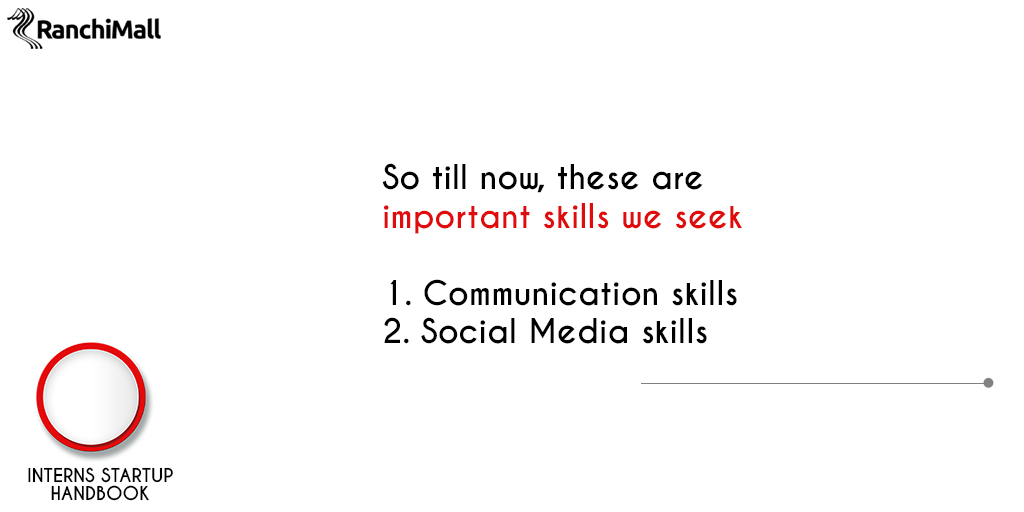 RanchiMall
So till now, these are
important skills we seek
1. Communication skills
2. Social Media skills
INTERNS STARTUP
HANDBOOK